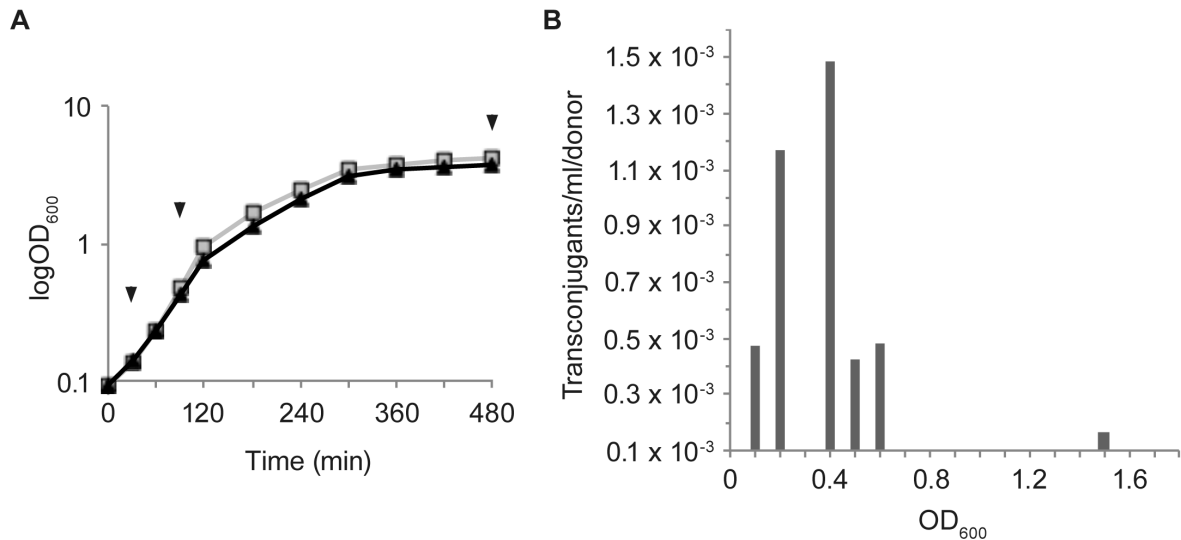 A
B
10
1
0.1
0 120 240 360 480
Time (min)
logOD600
1.5 x 10-3
1.3 x 10-3
1.1 x 10-3
0.9 x 10-3
0.7 x 10-3
0.5 x 10-3
0.3 x 10-3
0.1 x 10-3
0 0.4 0.8 1.2 1.6
OD600
Transconjugants/ml/donor